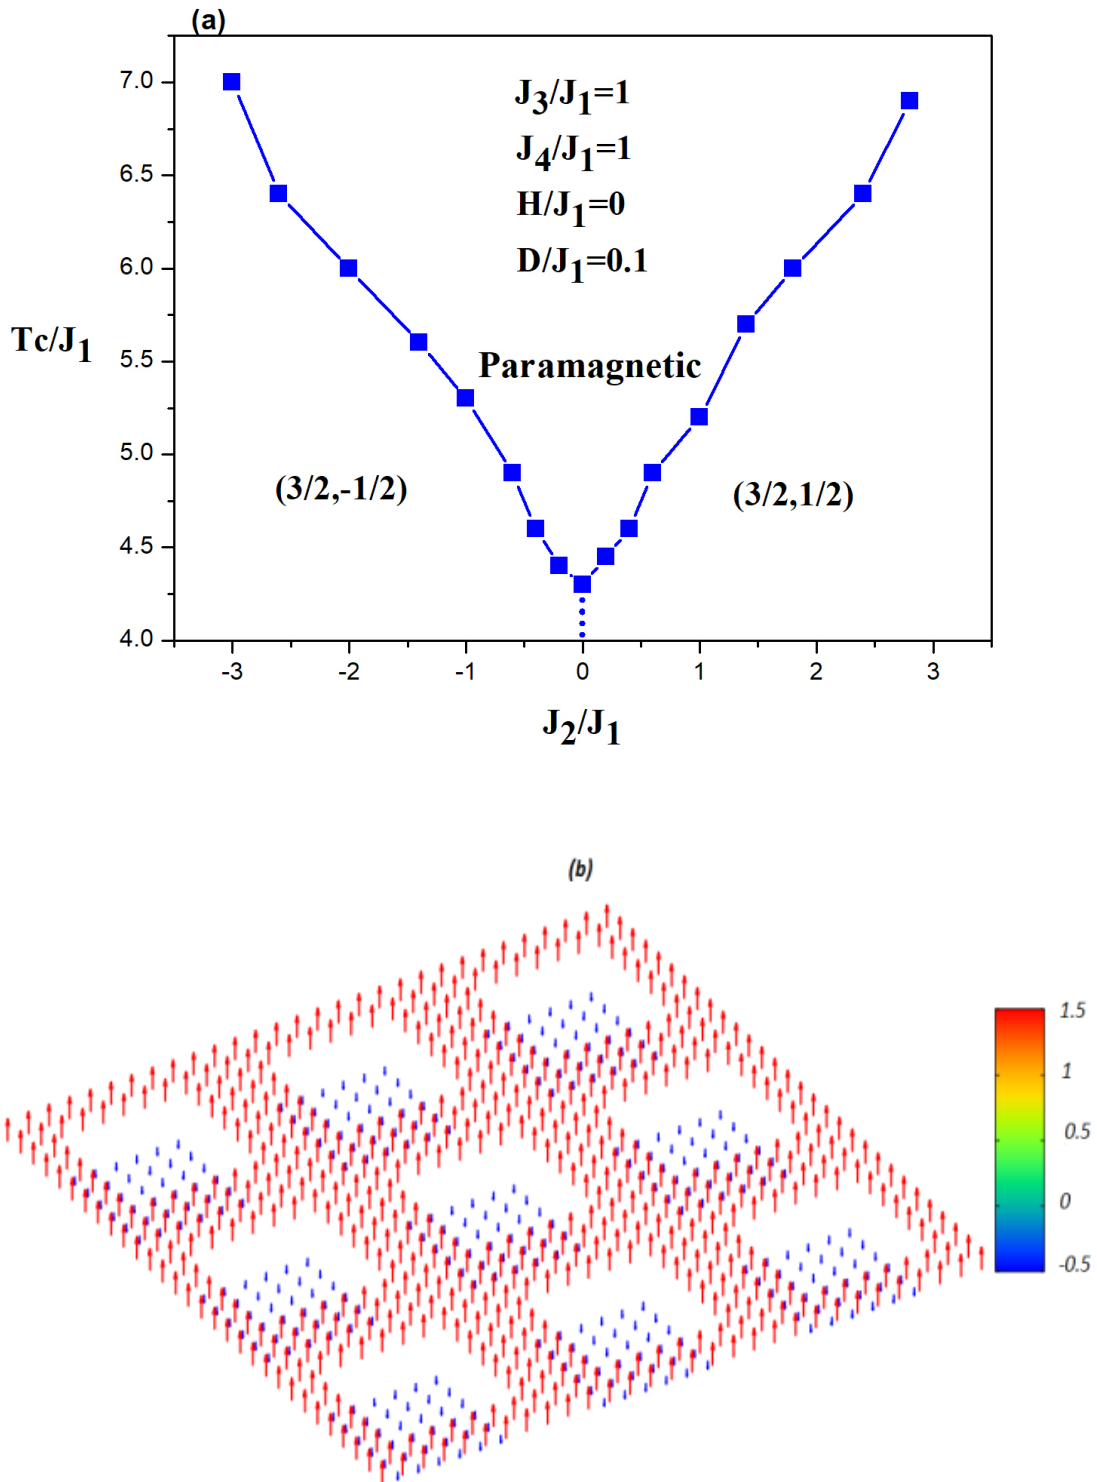 (a)
7.0
6.5
6.0
5.5
5.0
4.5
4.0
Tc/J1
J3/J1=1
J4/J1=1
H/J1=0
D/J1=0.1
Paramagnetic
(3/2,-1/2)
(3/2,1/2)
-3 -2 -1 0 1 2 3
J2/J1
(b)
1.5
1
0.5
0
-0.5